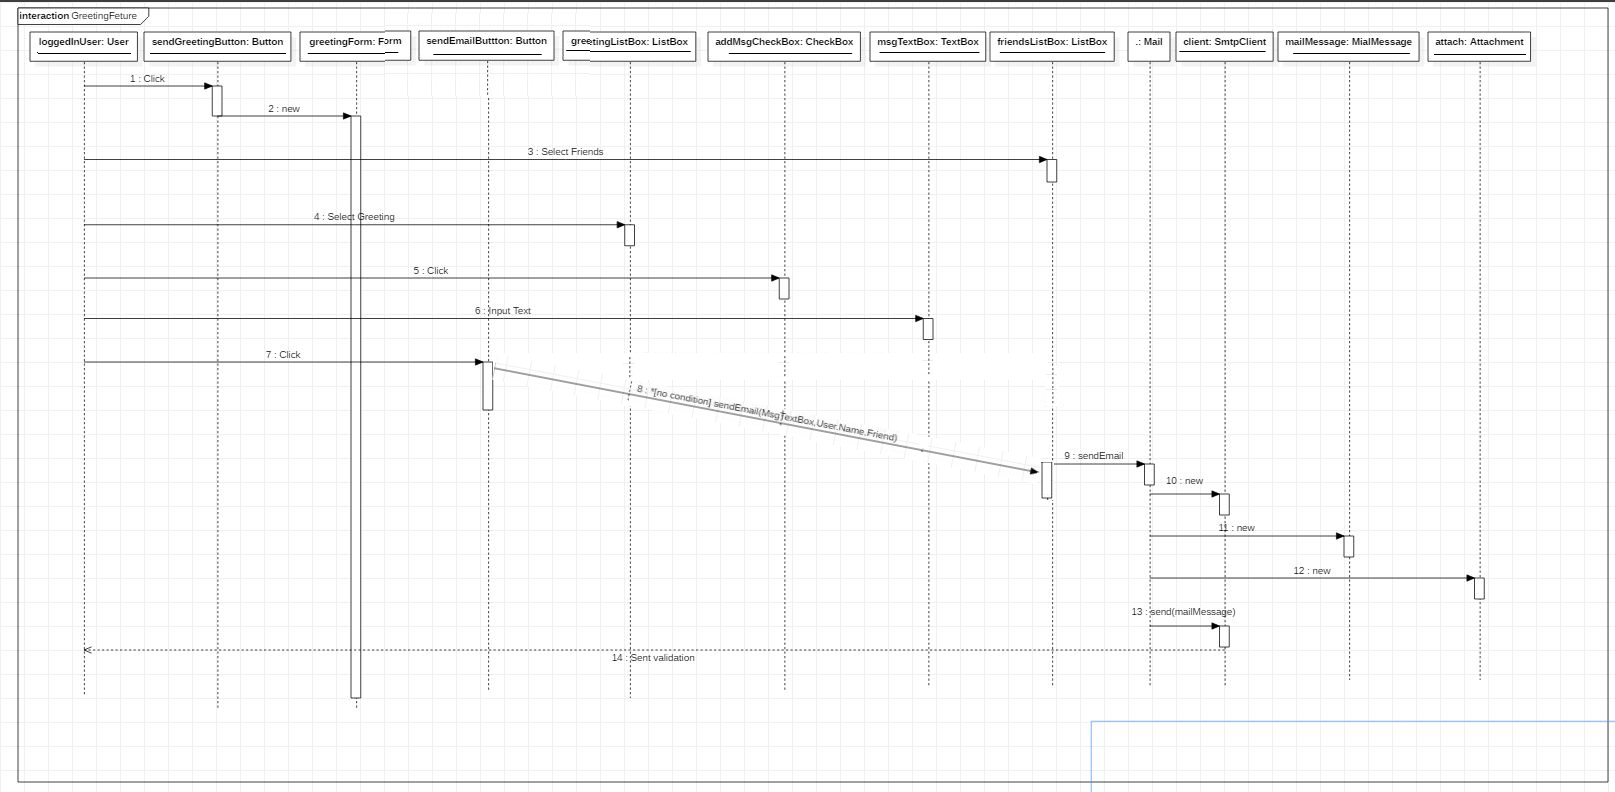 interaction GreetingFeture
loggedInUser: User
sendGreetingButton: Button
greetingForm: Form
sendEmailButtton: Button
greetingListBox: ListBox
addMsgCheckBox: CheckBox
msgTextBox: TextBox
friendsListBox: ListBox
.: Mail
client: SmtpClient
mailMessage: MialMessage
attach: Attachment
1 : Click
2 : new
3 : Select Friends
4 : Select Greeting
5 : Click
6 : Input Text
7 : Click
8 : *[no condition] sendEmail(MsgTextBox,User.Name.Friend)
9 : sendEmail
10 : new
11 : new
12 : new
13 : send(mailMessage)
14 : Sent validation